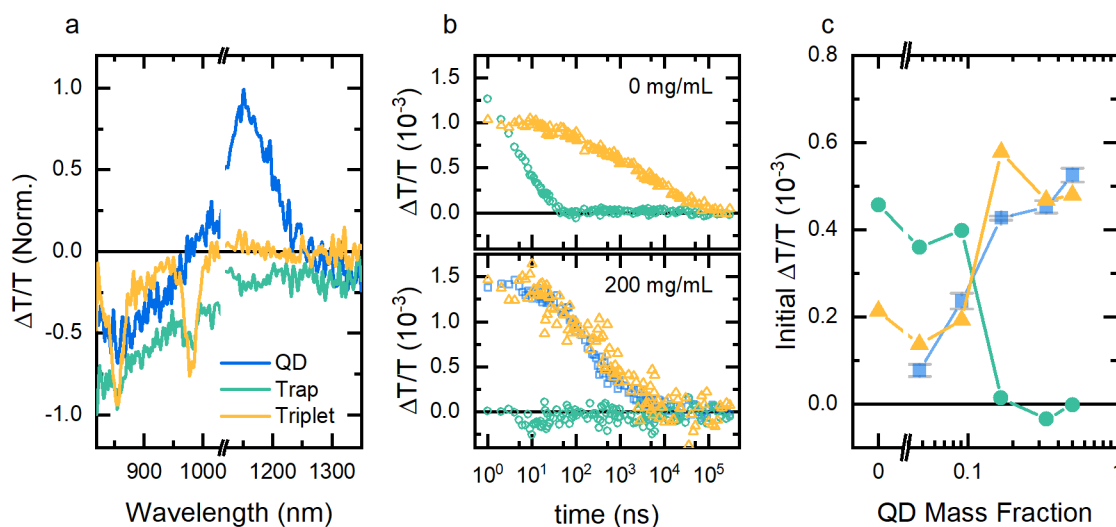 a
ΔT/T (Norm.)
1.0
0.5
0.0
-0.5
-1.0
QD
Trap
Triplet
900
1000
1200
1300
Wavelength (nm)
b
ΔT/T (10⁻³)
1.5
1.0
0.5
0.0
0 mg/mL
ΔT/T (10⁻³)
1.5
1.0
0.5
0.0
200 mg/mL
10⁰
10¹
10²
10³
10⁴
10⁵
time (ns)
c
Initial ΔT/T (10⁻³)
0.8
0.6
0.4
0.2
0.0
0
0.1
1
QD Mass Fraction